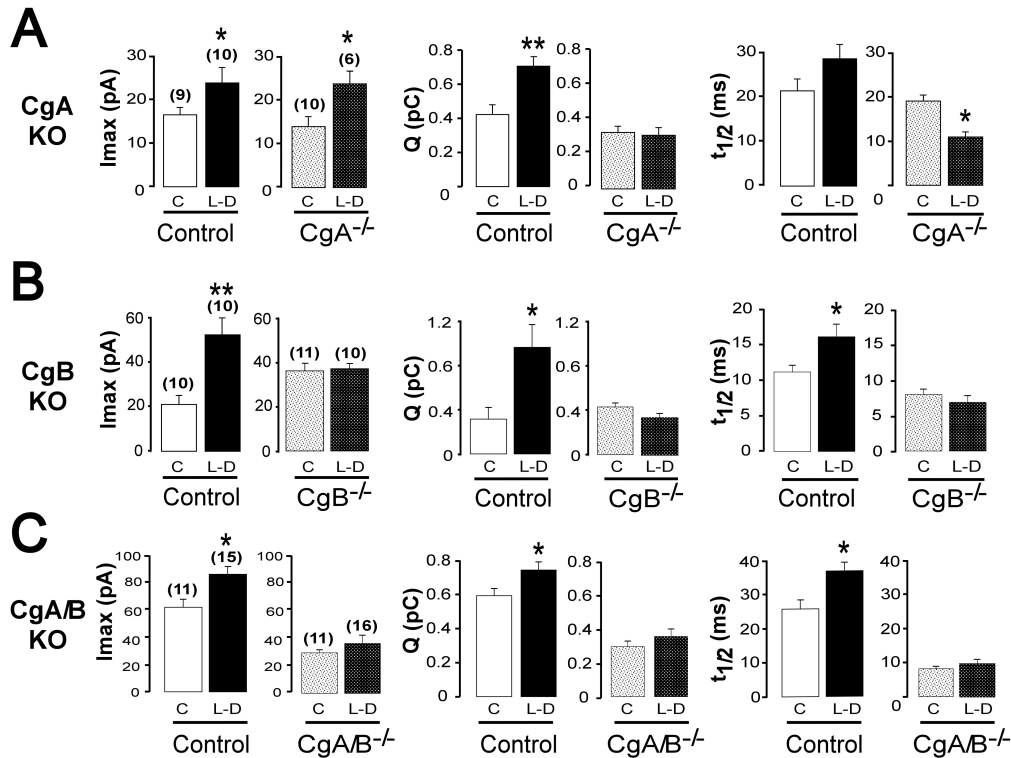 A
CgA
KO
Imax (pA)
30
20
10
0
(9)
*
(10)
C L-D
Control
30
20
10
0
(10)
*
(6)
C L-D
CgA-/-
Q (pC)
0.8
0.6
0.4
0.2
0
**
C L-D
Control
0.8
0.6
0.4
0.2
0
C L-D
CgA-/-
t1/2 (ms)
30
20
10
0
C L-D
Control
30
20
10
0
*
C L-D
CgA-/-
B
CgB
KO
Imax (pA)
60
40
20
0
(10)
**
(10)
C L-D
Control
60
40
20
0
(11)
(10)
C L-D
CgB-/-
Q (pC)
1.2
0.6
0.4
0
*
C L-D
Control
1.2
0.6
0.4
0
C L-D
CgB-/-
t1/2 (ms)
20
15
10
5
0
*
C L-D
Control
20
15
10
5
0
C L-D
CgB-/-
C
CgA/B
KO
Imax (pA)
100
80
60
40
20
0
(11)
*
(15)
C L-D
Control
100
80
60
40
20
0
(11)
(16)
C L-D
CgA/B-/-
Q (pC)
0.8
0.6
0.4
0.2
0
*
C L-D
Control
0.8
0.6
0.4
0.2
0
C L-D
CgA/B-/-
t1/2 (ms)
40
30
20
10
0
*
C L-D
Control
40
30
20
10
0
C L-D
CgA/B-/-